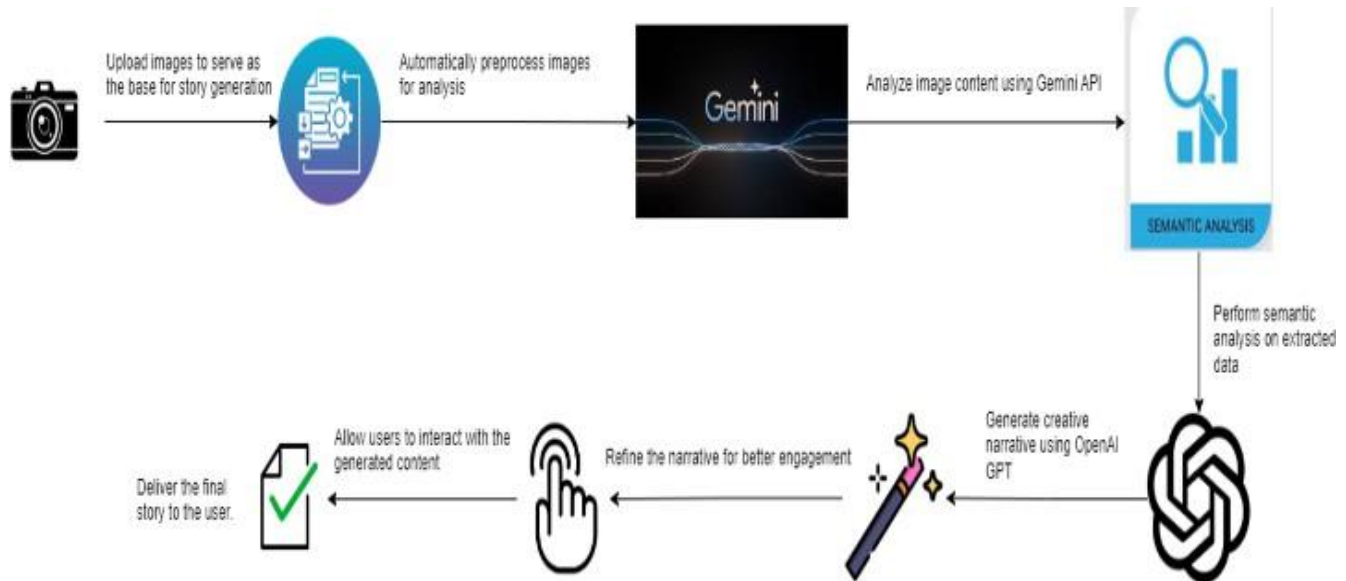 Upload images to serve as
the base for story generation
Automatically preprocess images
for analysis
Gemini
Analyze image content using Gemini API
SEMANTIC ANALYSIS
Perform semantic
analysis on extracted
data
Generate creative
narrative using OpenAI
GPT
Refine the narrative for better engagement
Allow users to interact with the
generated content
Deliver the final
story to the user.